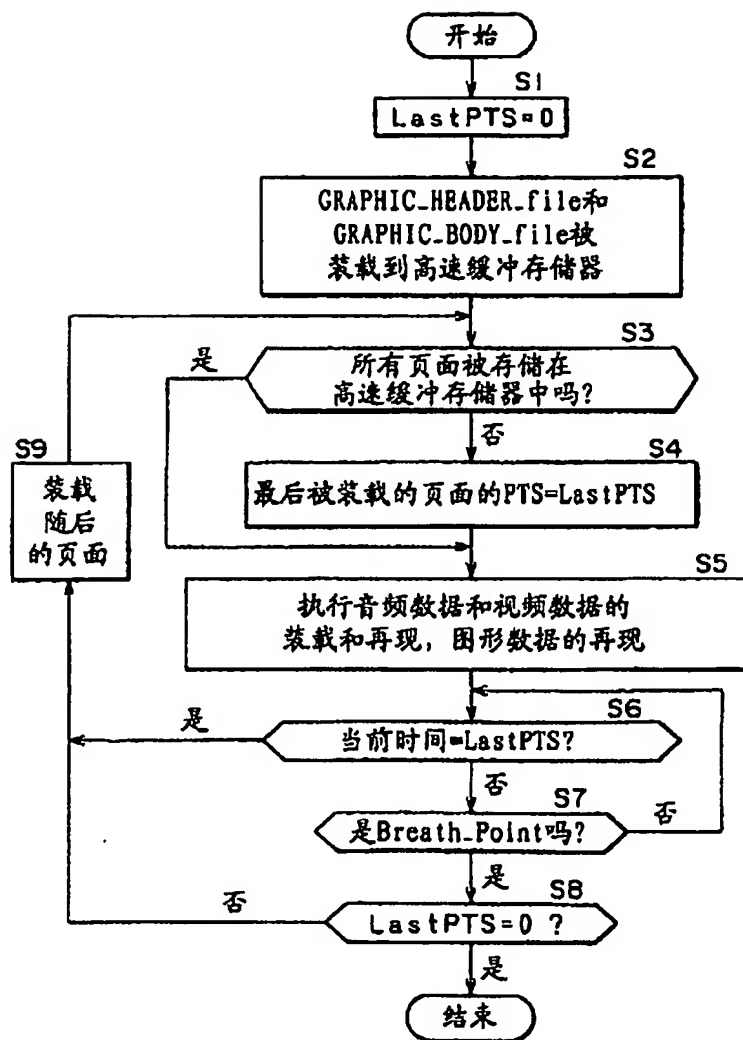 开始
S1
LastPTS=0
S2
GRAPHIC_HEADER_file和
GRAPHIC_BODY_file被
装载到高速缓冲存储器
S3
是
所有页面被存储在
高速缓冲存储器中吗?
否
S9
装载
随后
的页面
S4
最后被装载的页面的PTS=LastPTS
S5
执行音频数据和视频数据的
装载和再现，图形数据的再现
S6
是
当前时间=LastPTS?
否
S7
是Breath_Point吗?
否
是
S8
否
LastPTS=0 ?
是
结束